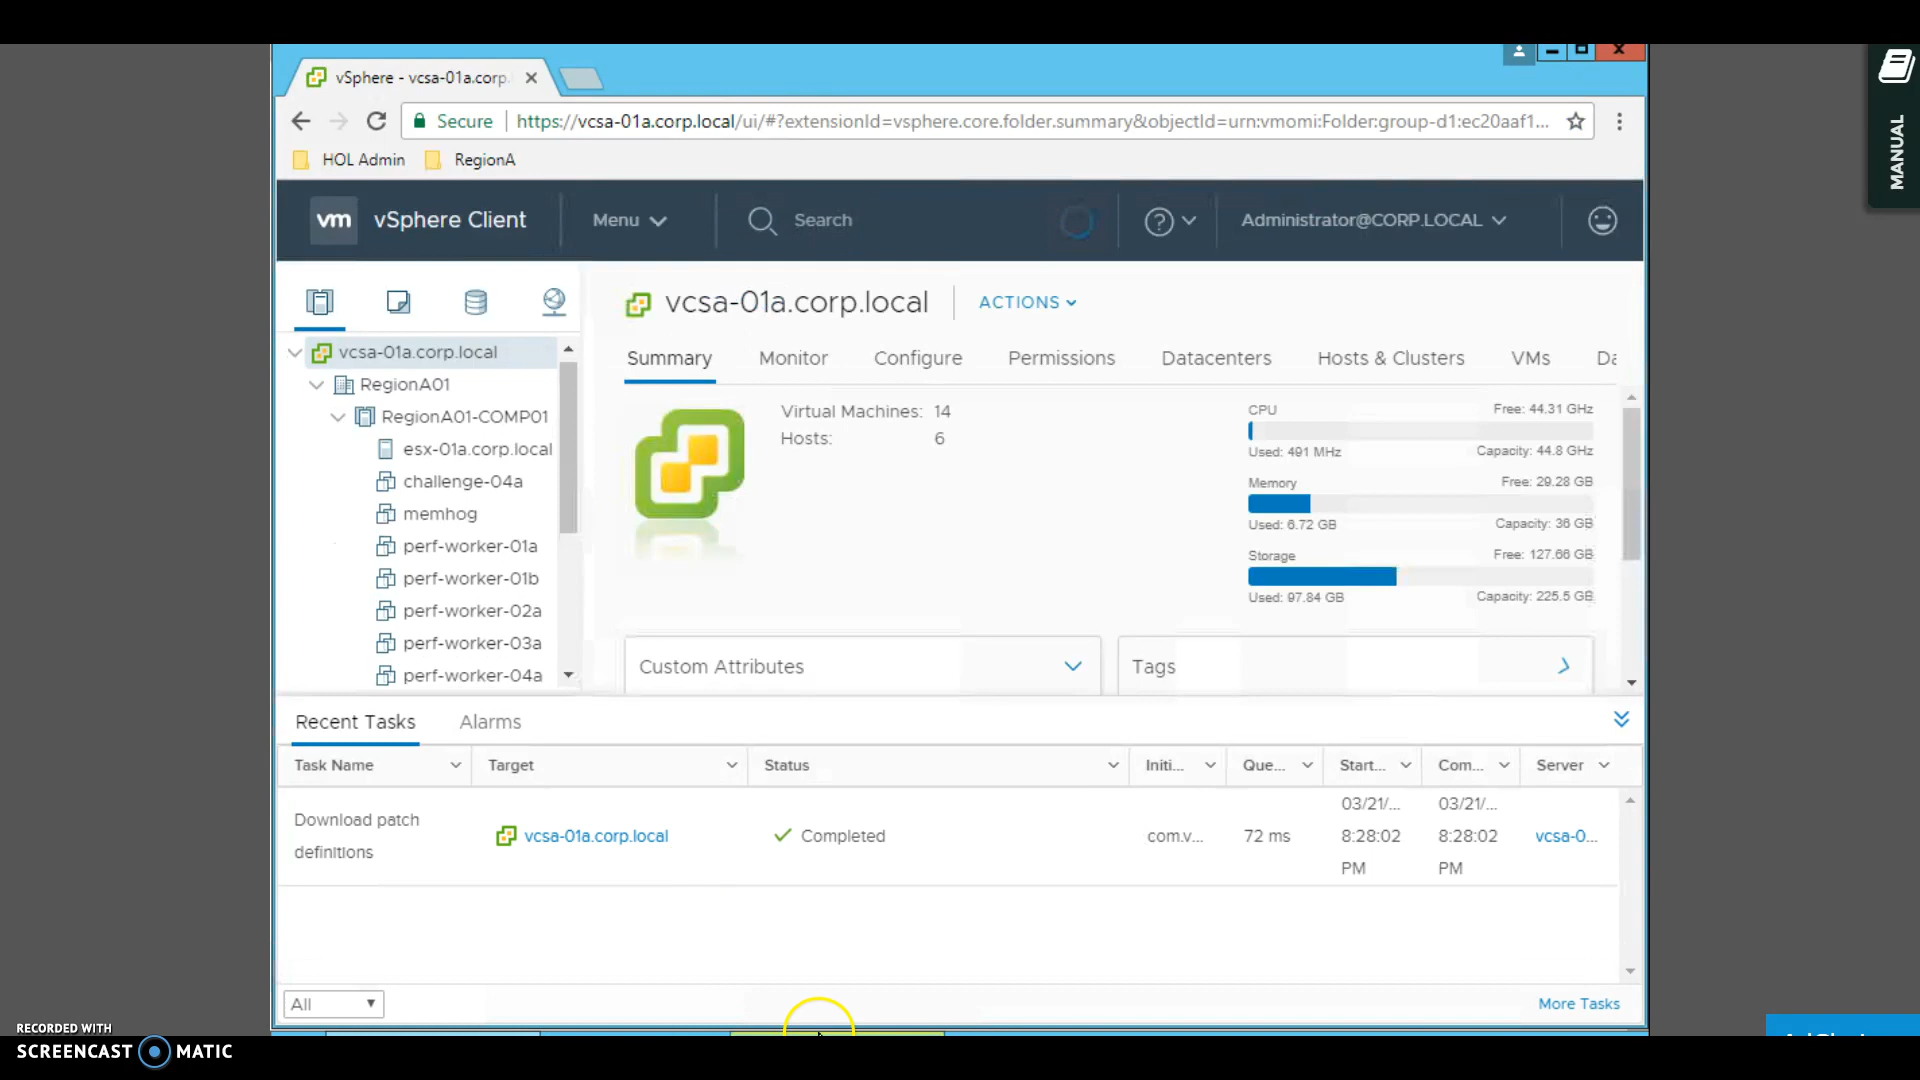 vSphere - vcsa-01a.corp.
Secure
https://vcsa-01a.corp.local/ui/#?extensionId=vsphere.core.folder.summary&objectId=urn:vmomi:Folder:group-d1:ec20aaf1...
HOL Admin
RegionA
MANUAL
vm
vSphere Client
Menu
Search
?
Administrator@CORP.LOCAL
vcsa-01a.corp.local
ACTIONS
Summary
Monitor
Configure
Permissions
Datacenters
Hosts & Clusters
VMs
Da
vcsa-01a.corp.local
RegionA01
RegionA01-COMP01
esx-01a.corp.local
challenge-04a
memhog
perf-worker-01a
perf-worker-01b
perf-worker-02a
perf-worker-03a
perf-worker-04a
Virtual Machines: 14
Hosts: 6
CPU
Free: 44.31 GHz
Used: 491 MHz
Capacity: 44.8 GHz
Memory
Free: 29.28 GB
Used: 6.72 GB
Capacity: 36 GB
Storage
Free: 127.66 GB
Used: 97.84 GB
Capacity: 225.5 GB
Custom Attributes
Tags
Recent Tasks
Alarms
Task Name
Target
Status
Initi...
Que...
Start...
Com...
Server
Download patch
definitions
vcsa-01a.corp.local
Completed
com.v...
72 ms
03/21/...
8:28:02
PM
03/21/...
8:28:02
PM
vcsa-0...
All
More Tasks
RECORDED WITH
SCREENCAST MATIC